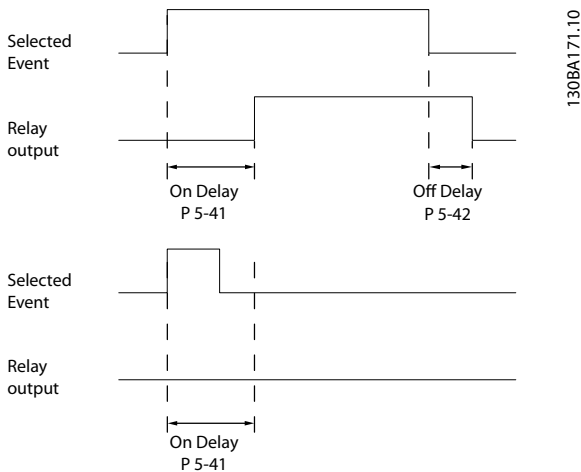 Selected
Event
Relay
output
On Delay
P 5-41
Off Delay
P 5-42
130BA171.10
Selected
Event
Relay
output
On Delay
P 5-41